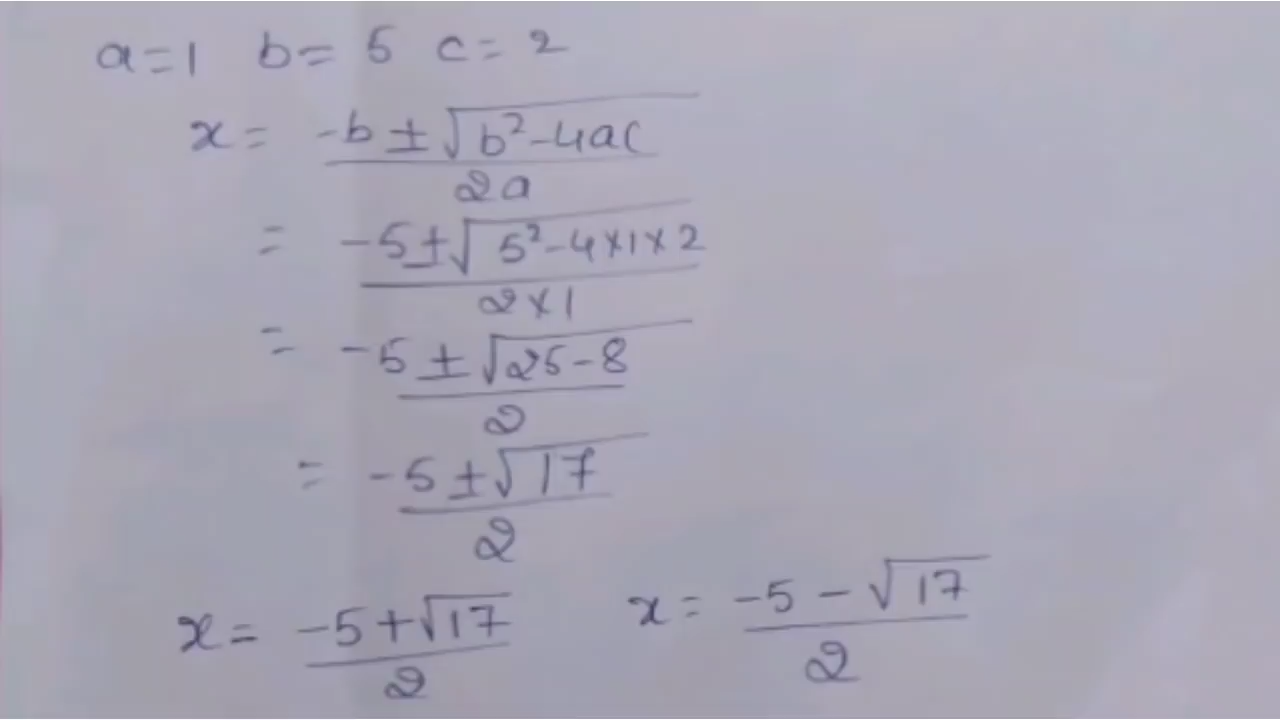 a=1 b=5 c=2
x= -b±√b²-4ac
2a
= -5±√5²-4×1×2
2×1
= -5±√25-8
2
= -5±√17
2
x= -5+√17 x= -5-√17
2 2